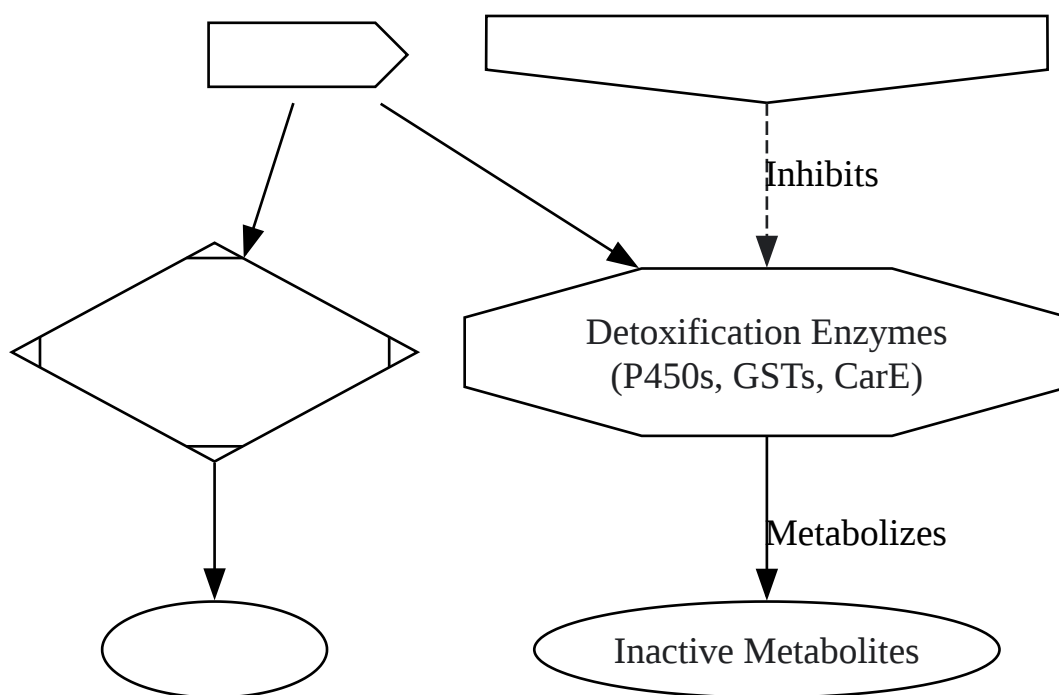 Inhibits
Detoxification Enzymes
(P450s, GSTs, CarE)
Metabolizes
Inactive Metabolites